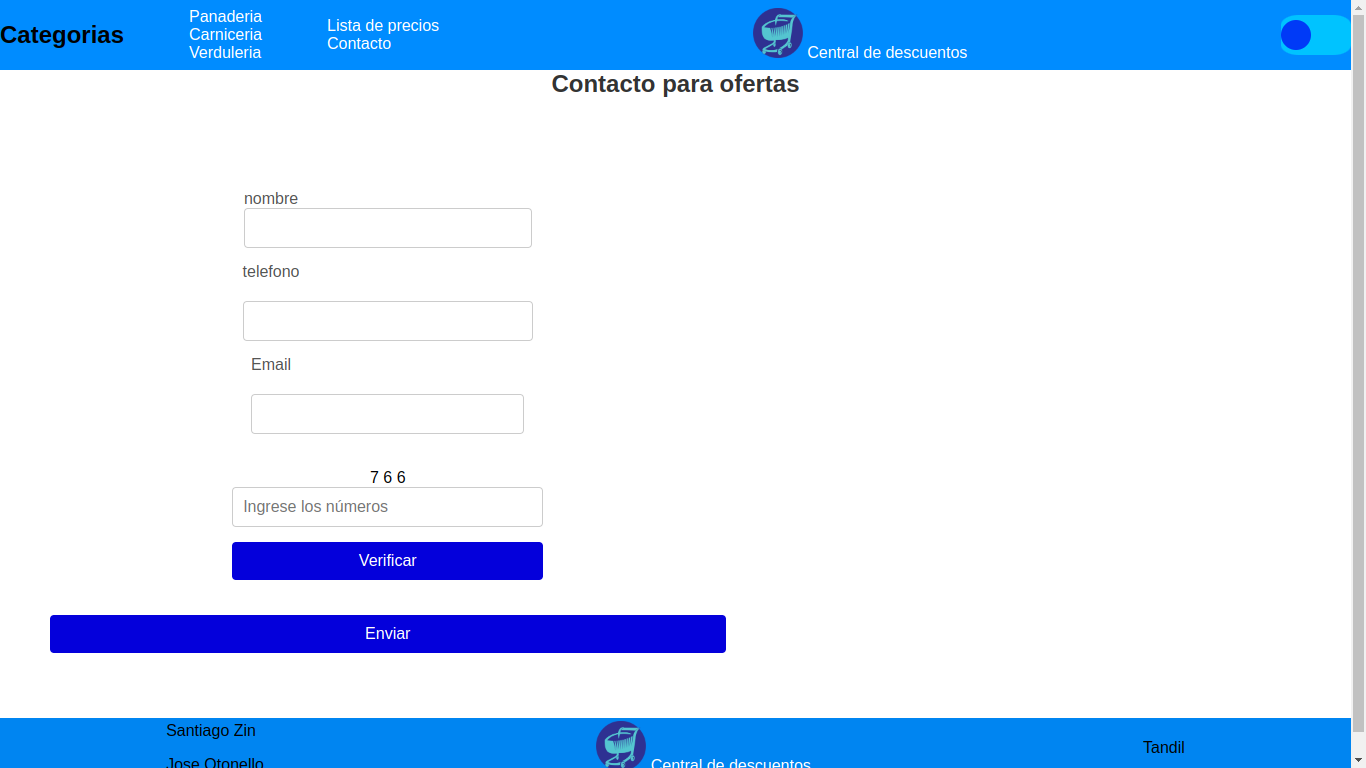 Categorias
Panaderia
Carniceria
Verduleria
Lista de precios
Contacto
Central de descuentos
Contacto para ofertas
nombre
telefono
Email
7 6 6
Ingrese los números
Verificar
Enviar
Santiago Zin
Jose Otonello
Central de descuentos
Tandil